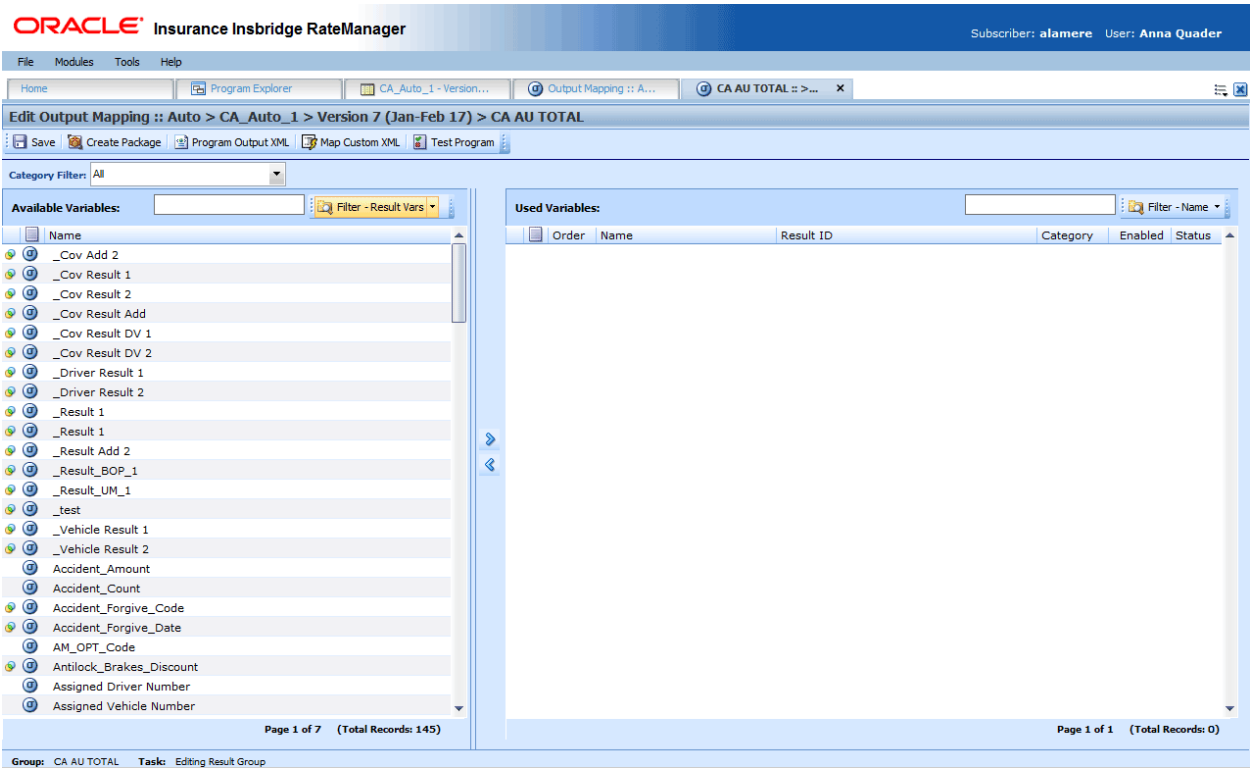 ORACLE Insurance Insbridge RateManager
Subscriber: alamere User: Anna Quader
File Modules Tools Help
Home Program Explorer CA_Auto_1 - Version... Output Mapping :: A... CA AU TOTAL :: >... x
Edit Output Mapping :: Auto > CA_Auto_1 > Version 7 (Jan-Feb 17) > CA AU TOTAL
Save Create Package Program Output XML Map Custom XML Test Program
Category Filter: All
Available Variables: Filter - Result Vars Used Variables: Filter - Name
Name Order Name Result ID Category Enabled Status
_Cov Add 2
_Cov Result 1
_Cov Result 2
_Cov Result Add
_Cov Result DV 1
_Cov Result DV 2
_Driver Result 1
_Driver Result 2
_Result 1
_Result 1
_Result Add 2
_Result_BOP_1
_Result_UM_1
_test
_Vehicle Result 1
_Vehicle Result 2
Accident_Amount
Accident_Count
Accident_Forgive_Code
Accident_Forgive_Date
AM_OPT_Code
Antilock_Brakes_Discount
Assigned Driver Number
Assigned Vehicle Number
Page 1 of 7 (Total Records: 145) Page 1 of 1 (Total Records: 0)
Group: CA AU TOTAL Task: Editing Result Group